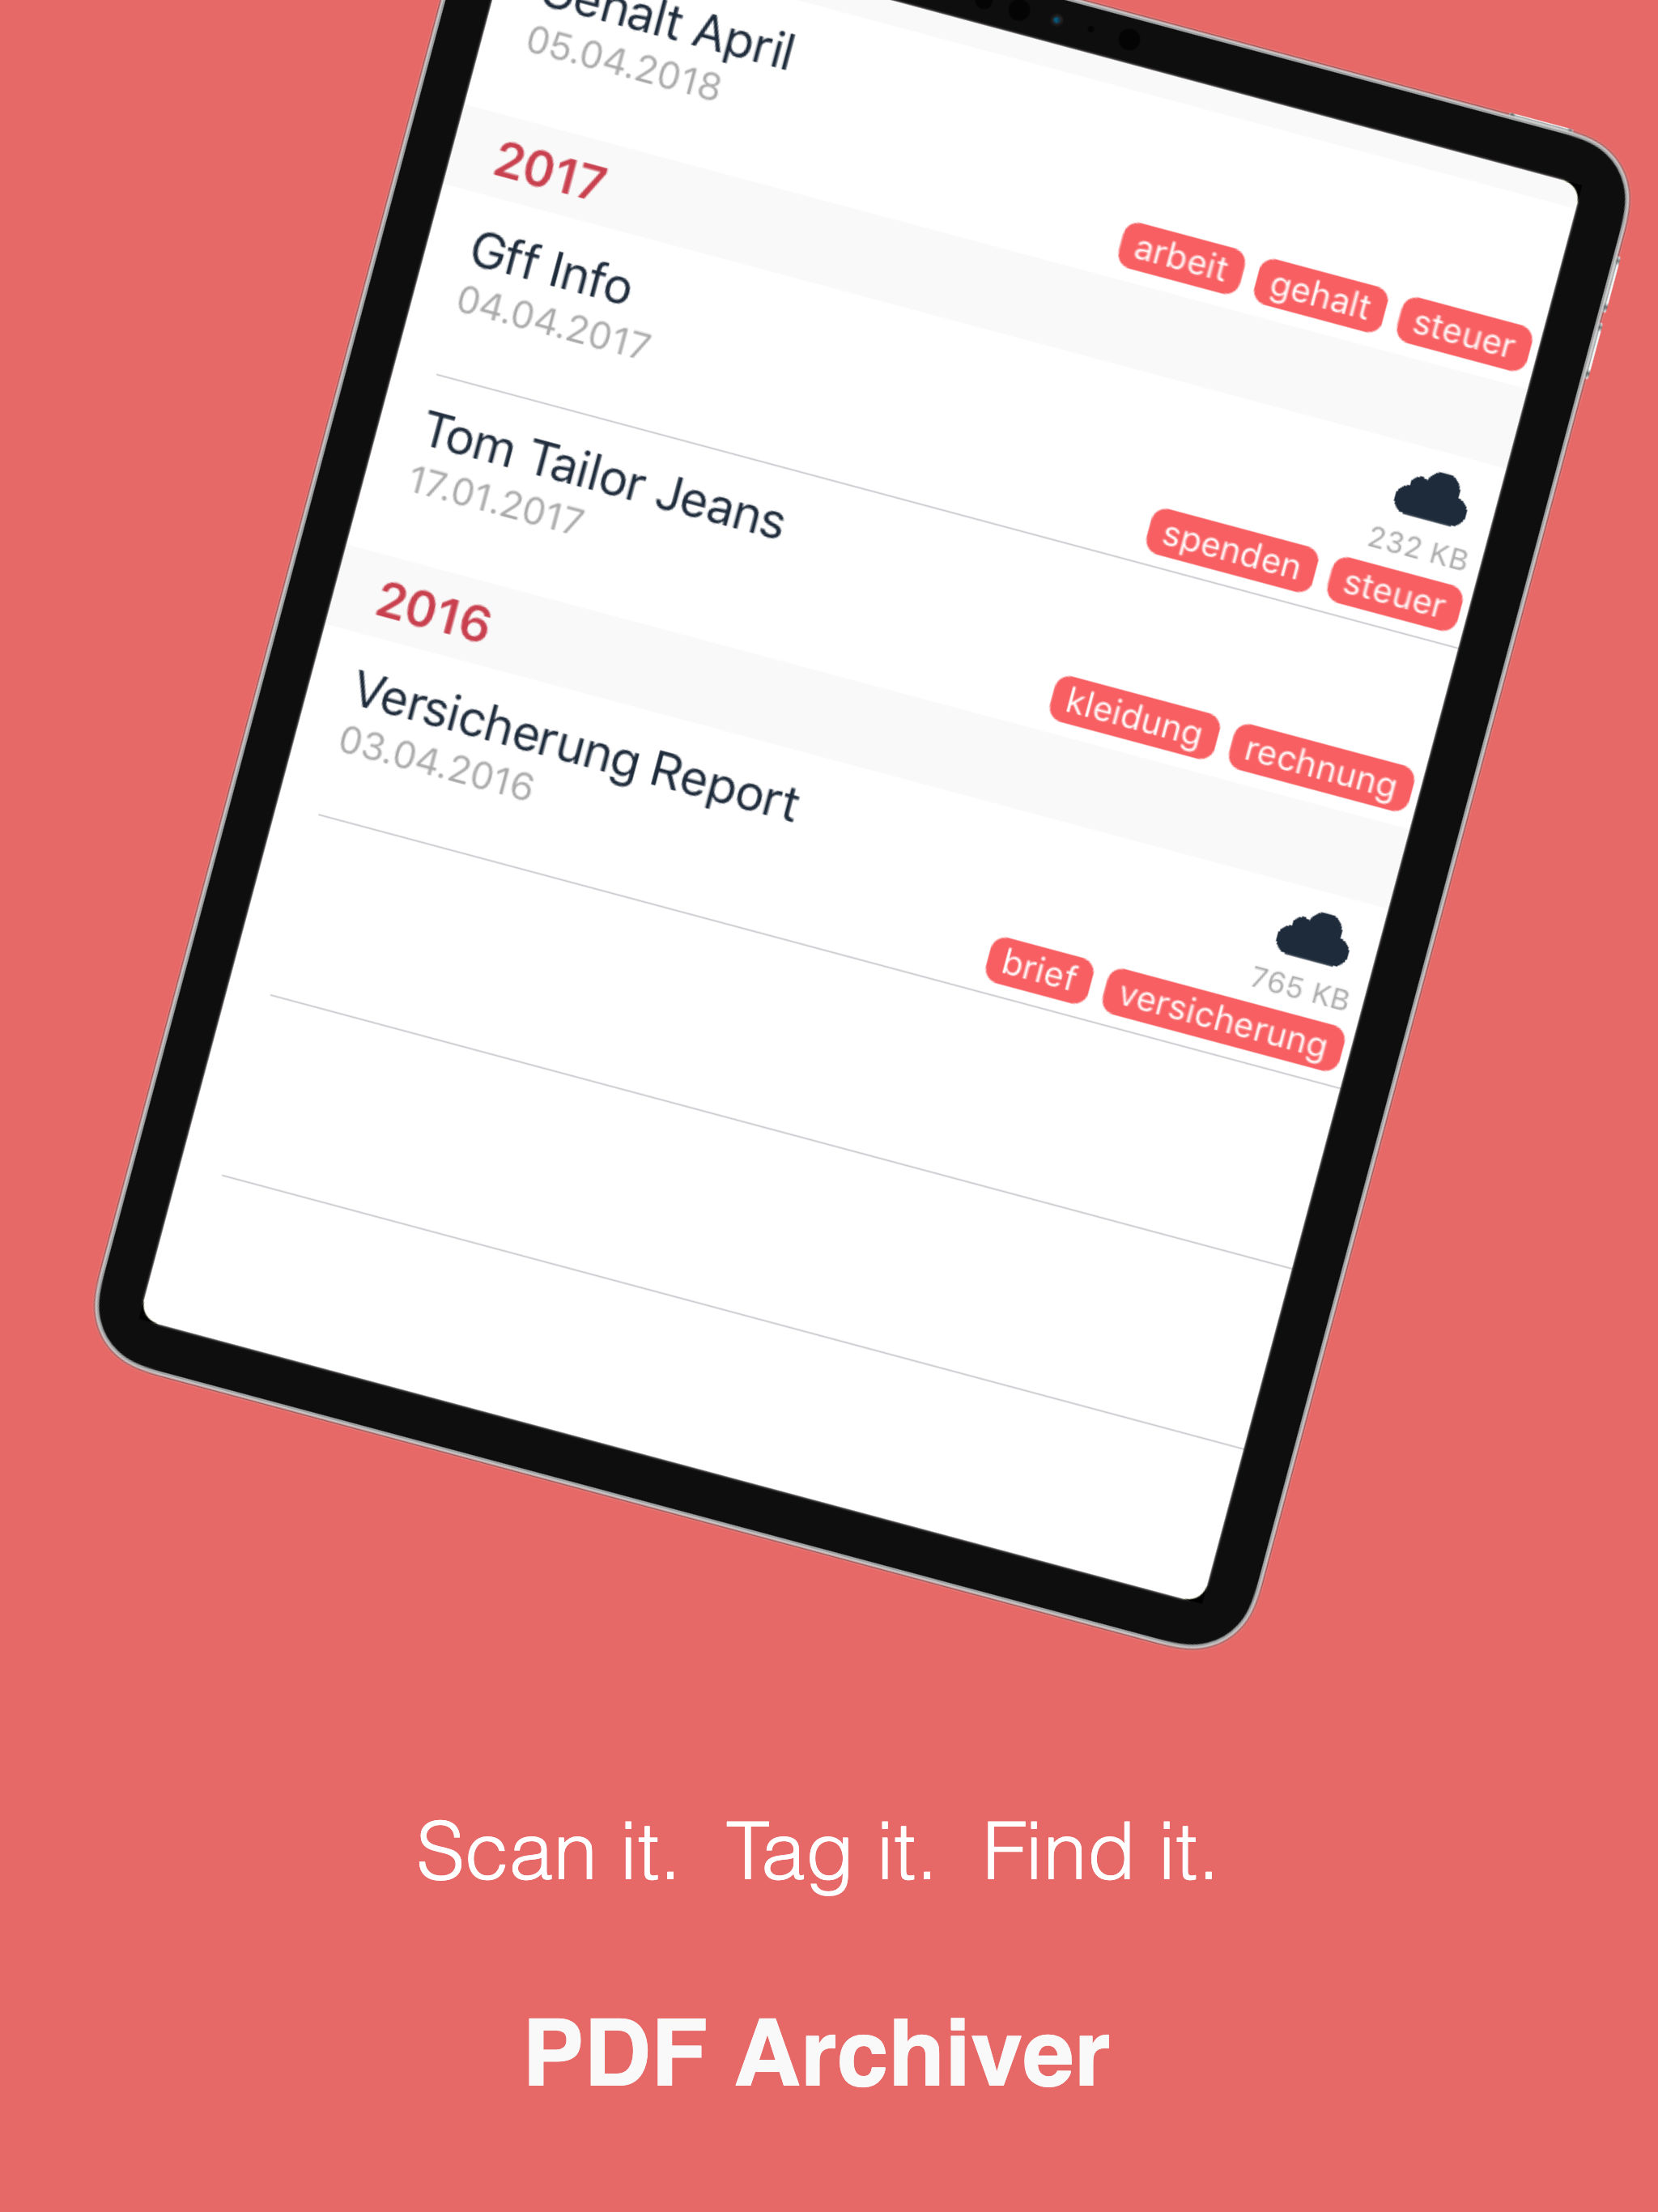 Gehalt April
05.04.2018
arbeit gehalt steuer
2017
Gff Info
04.04.2017
232 KB
spenden steuer
Tom Tailor Jeans
17.01.2017
kleidung rechnung
2016
Versicherung Report
03.04.2016
765 KB
brief versicherung
Scan it. Tag it. Find it.
PDF Archiver